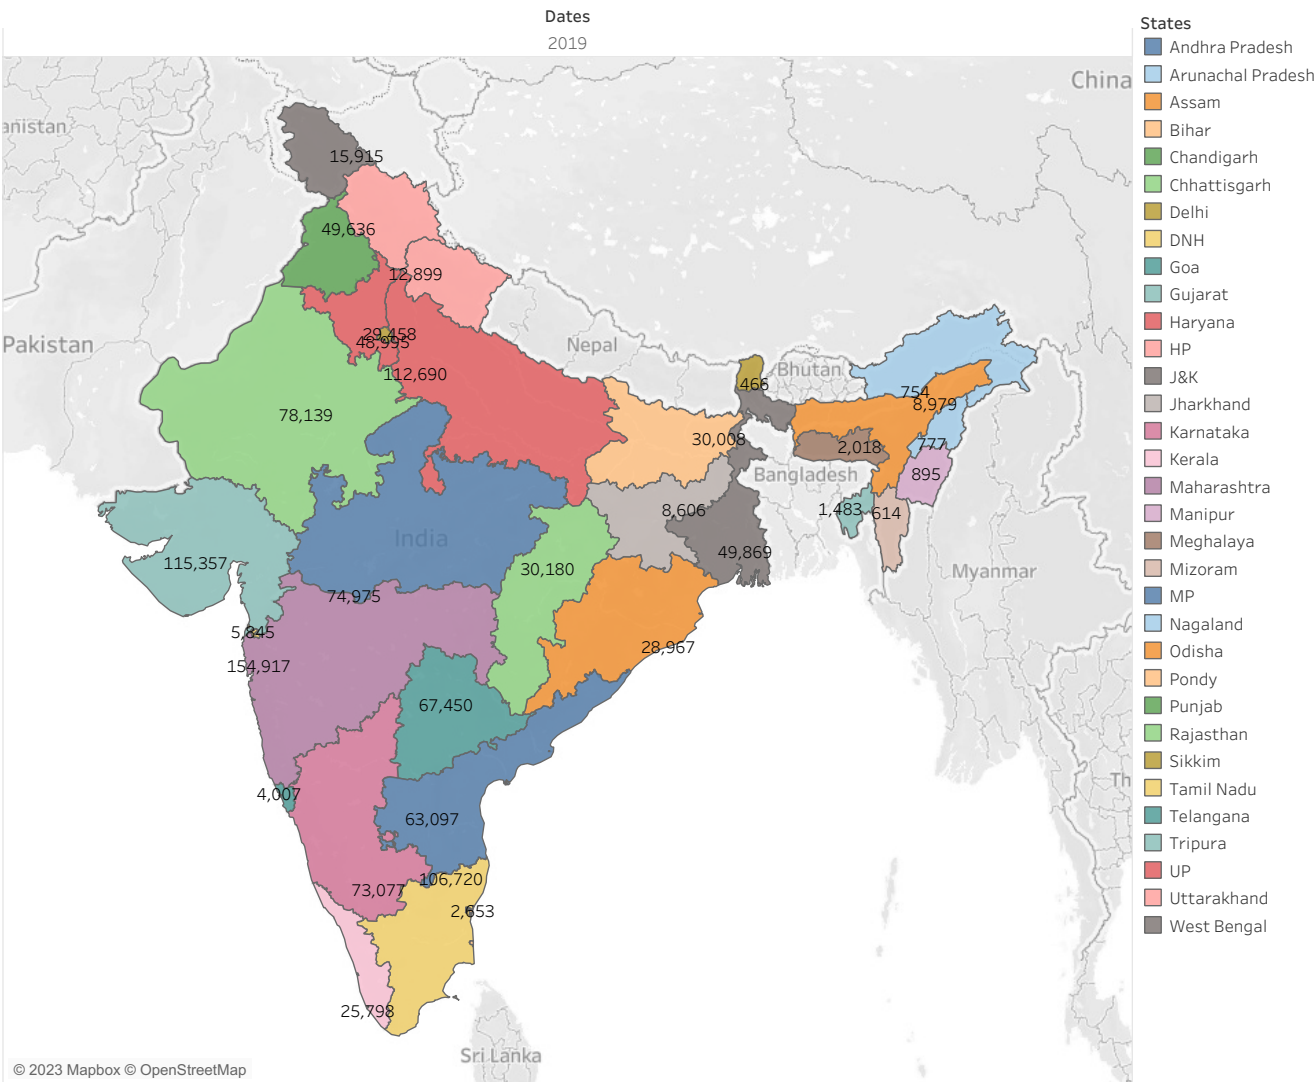 Dates
2019
States
Andhra Pradesh
Arunachal Pradesh
Assam
Bihar
Chandigarh
Chhattisgarh
Delhi
DNH
Goa
Gujarat
Haryana
HP
J&K
Jharkhand
Karnataka
Kerala
Maharashtra
Manipur
Meghalaya
Mizoram
MP
Nagaland
Odisha
Pondy
Punjab
Rajasthan
Sikkim
Tamil Nadu
Telangana
Tripura
UP
Uttarakhand
West Bengal
China
anistan
15,915
49,636
12,899
29,458
48,995
Pakistan
Nepal
Bhutan
112,690
466
754
8,979
78,139
30,008
2,018
777
Bangladesh
895
8,606
1,483
614
India
49,869
115,357
30,180
Myanmar
74,975
5,845
28,967
154,917
67,450
Th
4,007
63,097
106,720
73,077
2,653
25,798
Sri Lanka
© 2023 Mapbox © OpenStreetMap